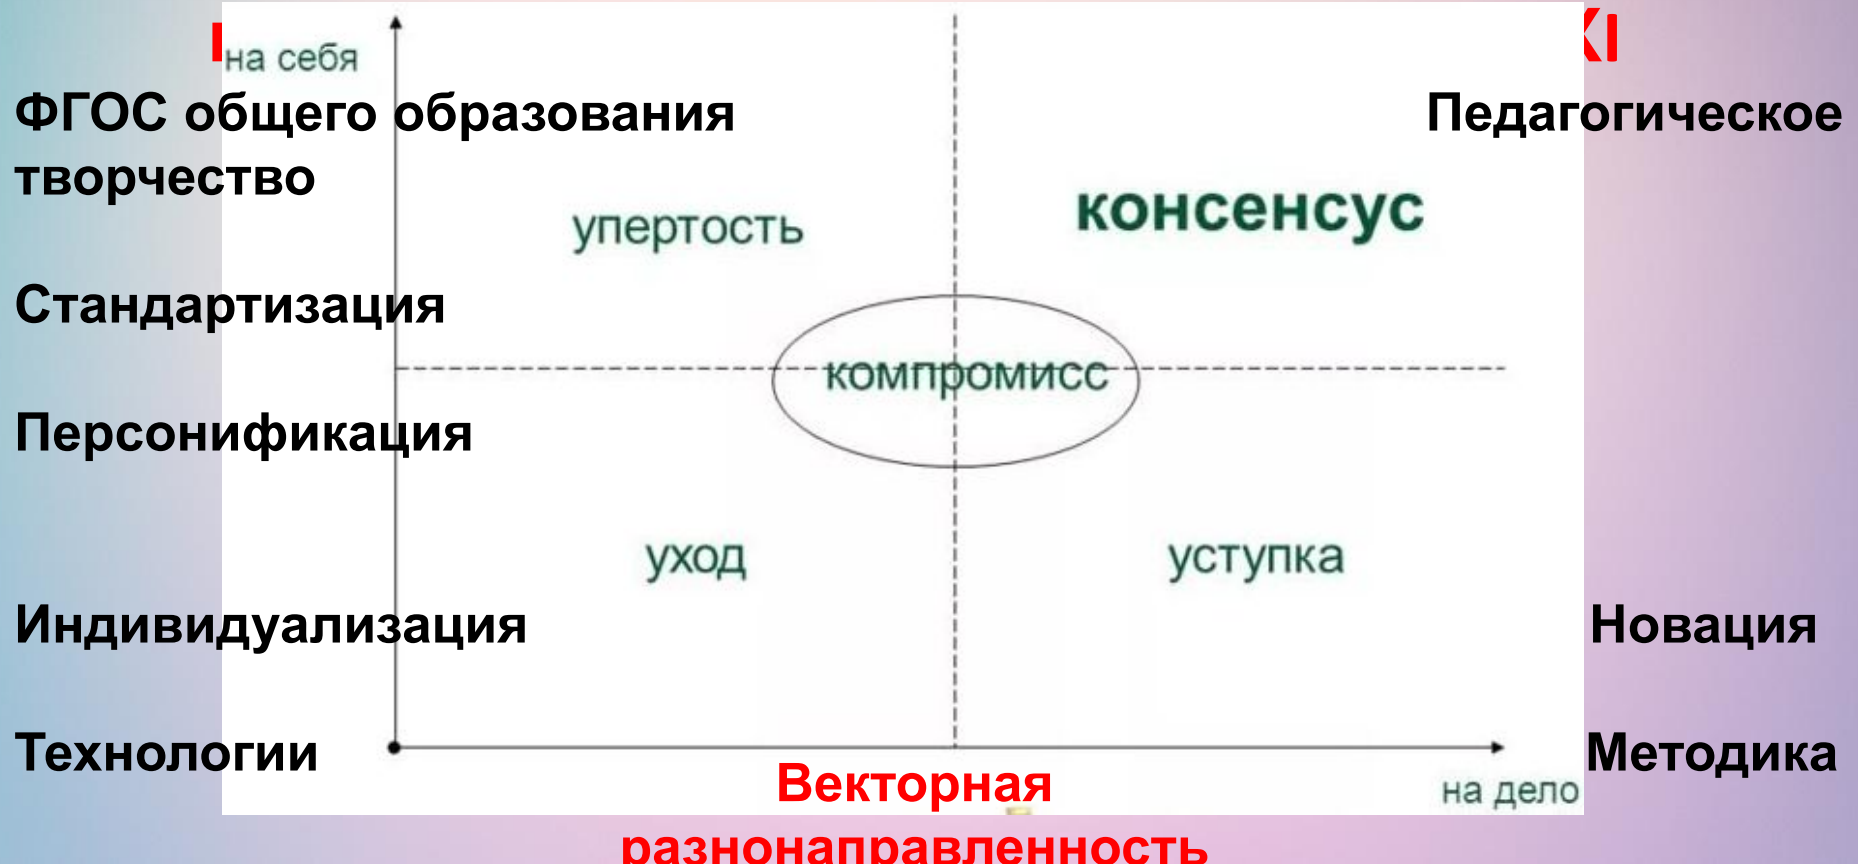 на себя
ФГОС общего образования Педагогическое
творчество
упертость консенсус
Стандартизация
компромисс
Персонификация
уход уступка
Индивидуализация Новация
Технологии Методика
Векторная
на дело
разнонаправленность